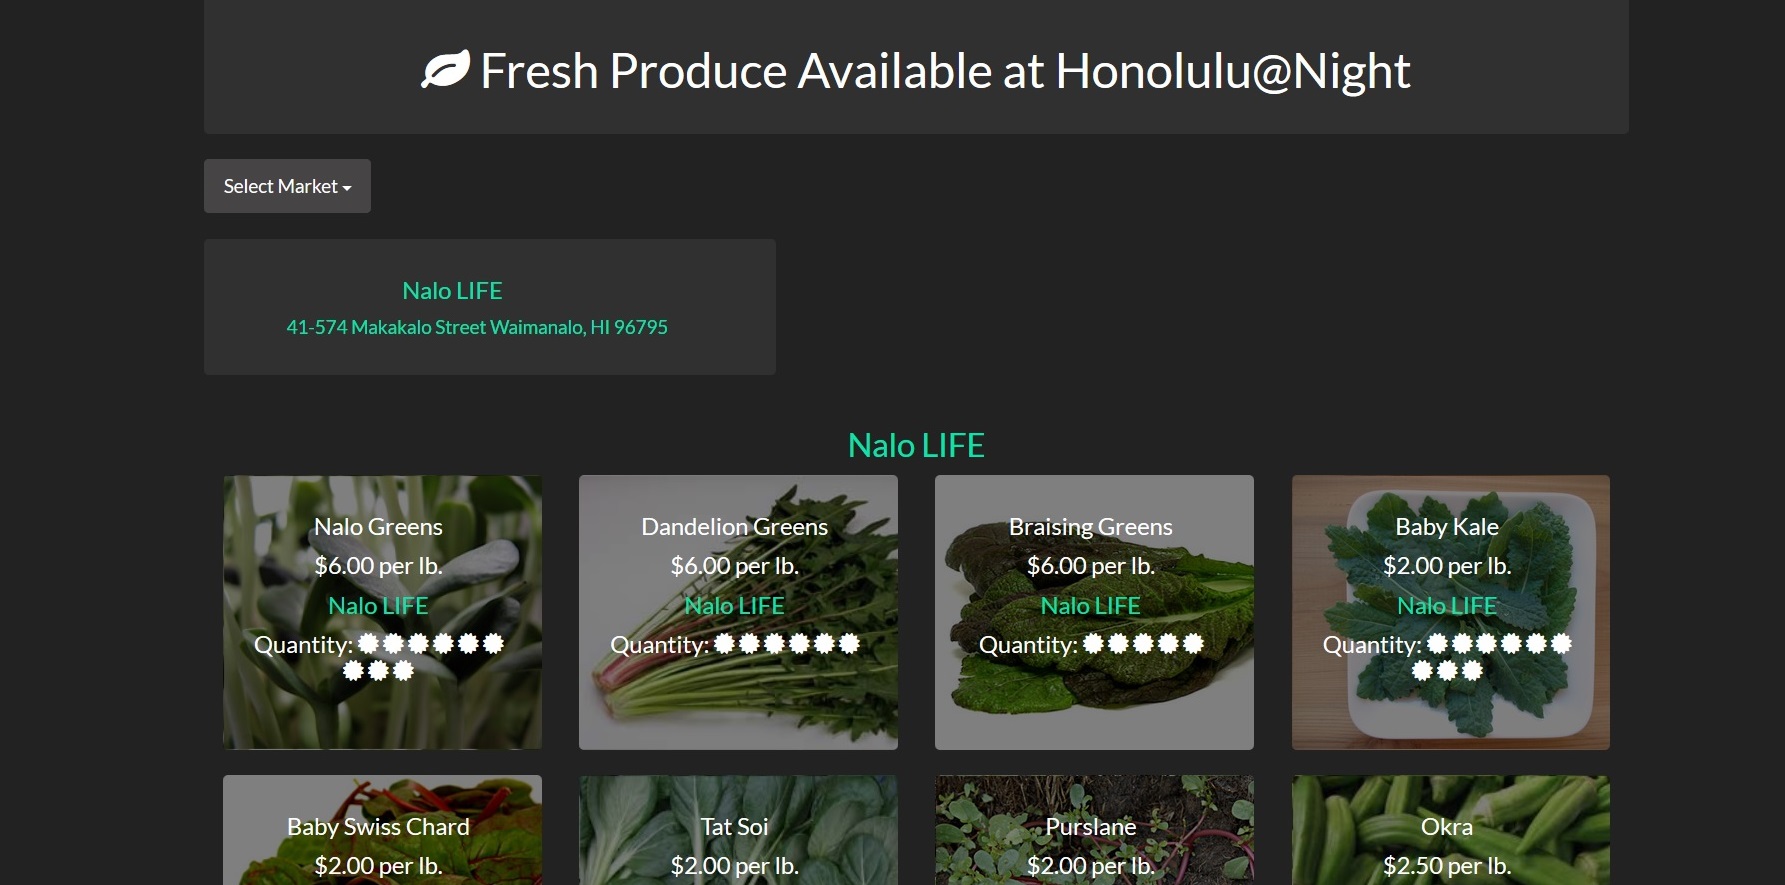 Fresh Produce Available at Honolulu@Night
Select Market
Nalo LIFE
41-574 Makakalo Street Waimanalo, HI 96795
Nalo LIFE
Nalo Greens
$6.00 per lb.
Nalo LIFE
Quantity:
Dandelion Greens
$6.00 per lb.
Nalo LIFE
Quantity:
Braising Greens
$6.00 per lb.
Nalo LIFE
Quantity:
Baby Kale
$2.00 per lb.
Nalo LIFE
Quantity:
Baby Swiss Chard
$2.00 per lb.
Tat Soi
$2.00 per lb.
Purslane
$2.00 per lb.
Okra
$2.50 per lb.